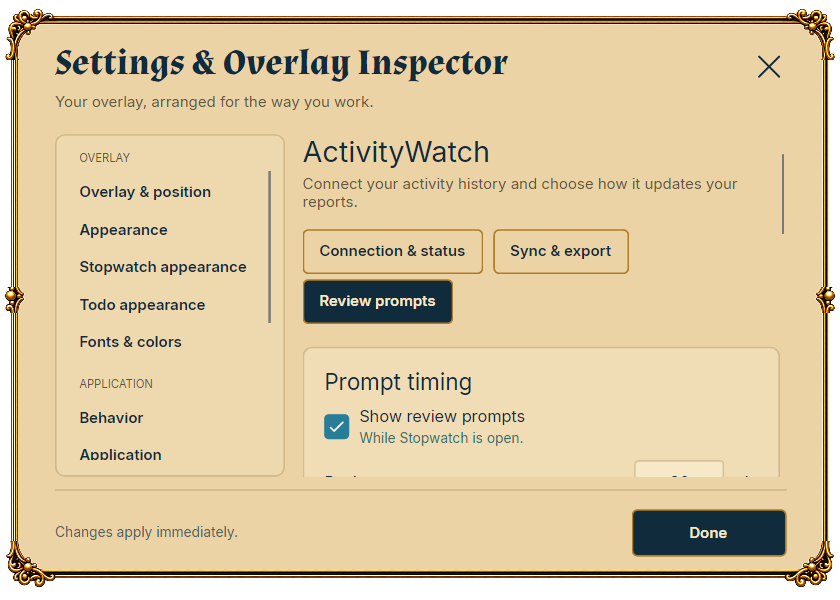 Settings & Overlay Inspector
Your overlay, arranged for the way you work.
OVERLAY
Overlay & position
Appearance
Stopwatch appearance
Todo appearance
Fonts & colors
APPLICATION
Behavior
Application
ActivityWatch
Connect your activity history and choose how it updates your
reports.
Connection & status
Sync & export
Review prompts
Prompt timing
Show review prompts
While Stopwatch is open.
Changes apply immediately.
Done